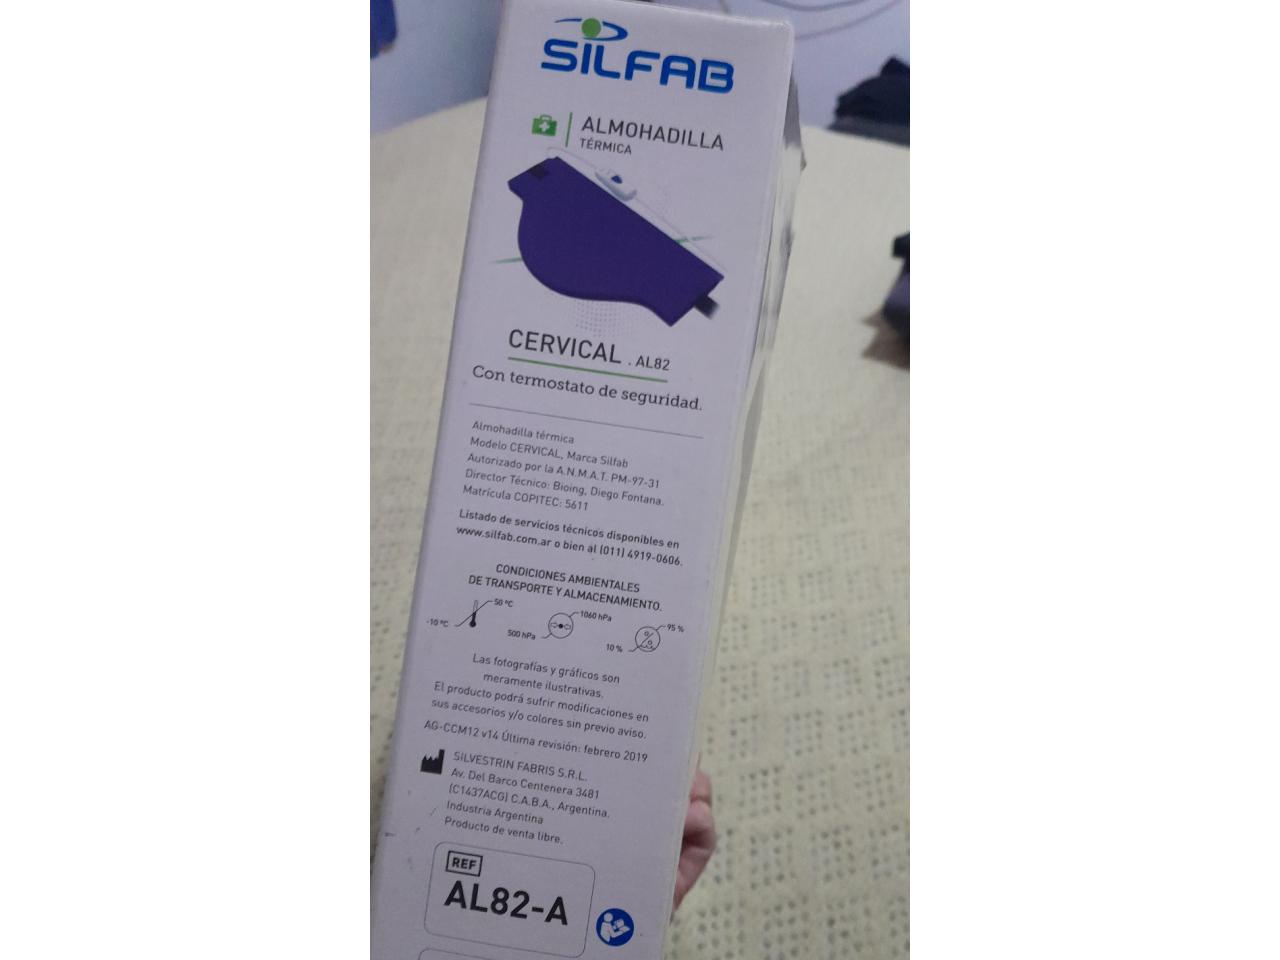 SILFAB
ALMOHADILLA
TÉRMICA
CERVICAL . AL82
Con termostato de seguridad.
Almohadilla térmica
Modelo CERVICAL, Marca Silfab
Autorizado por la A.N.M.A.T. PM-97-31
Director Técnico: Bioing, Diego Fontana.
Matrícula COPITEC: 5611
Listado de servicios técnicos disponibles en
www.silfab.com.ar o bien al (011) 4919-0606.
CONDICIONES AMBIENTALES
DE TRANSPORTE Y ALMACENAMIENTO.
-10 ºC 50 ºC
500 hPa 1060 hPa
10 % 95 %
Las fotografías y gráficos son
meramente ilustrativas.
El producto podrá sufrir modificaciones en
sus accesorios y/o colores sin previo aviso.
AG-CCM12 v14 Última revisión: febrero 2019
SILVESTRIN FABRIS S.R.L.
Av. Del Barco Centenera 3481
(C1437ACG) C.A.B.A., Argentina.
Industria Argentina
Producto de venta libre.
REF
AL82-A